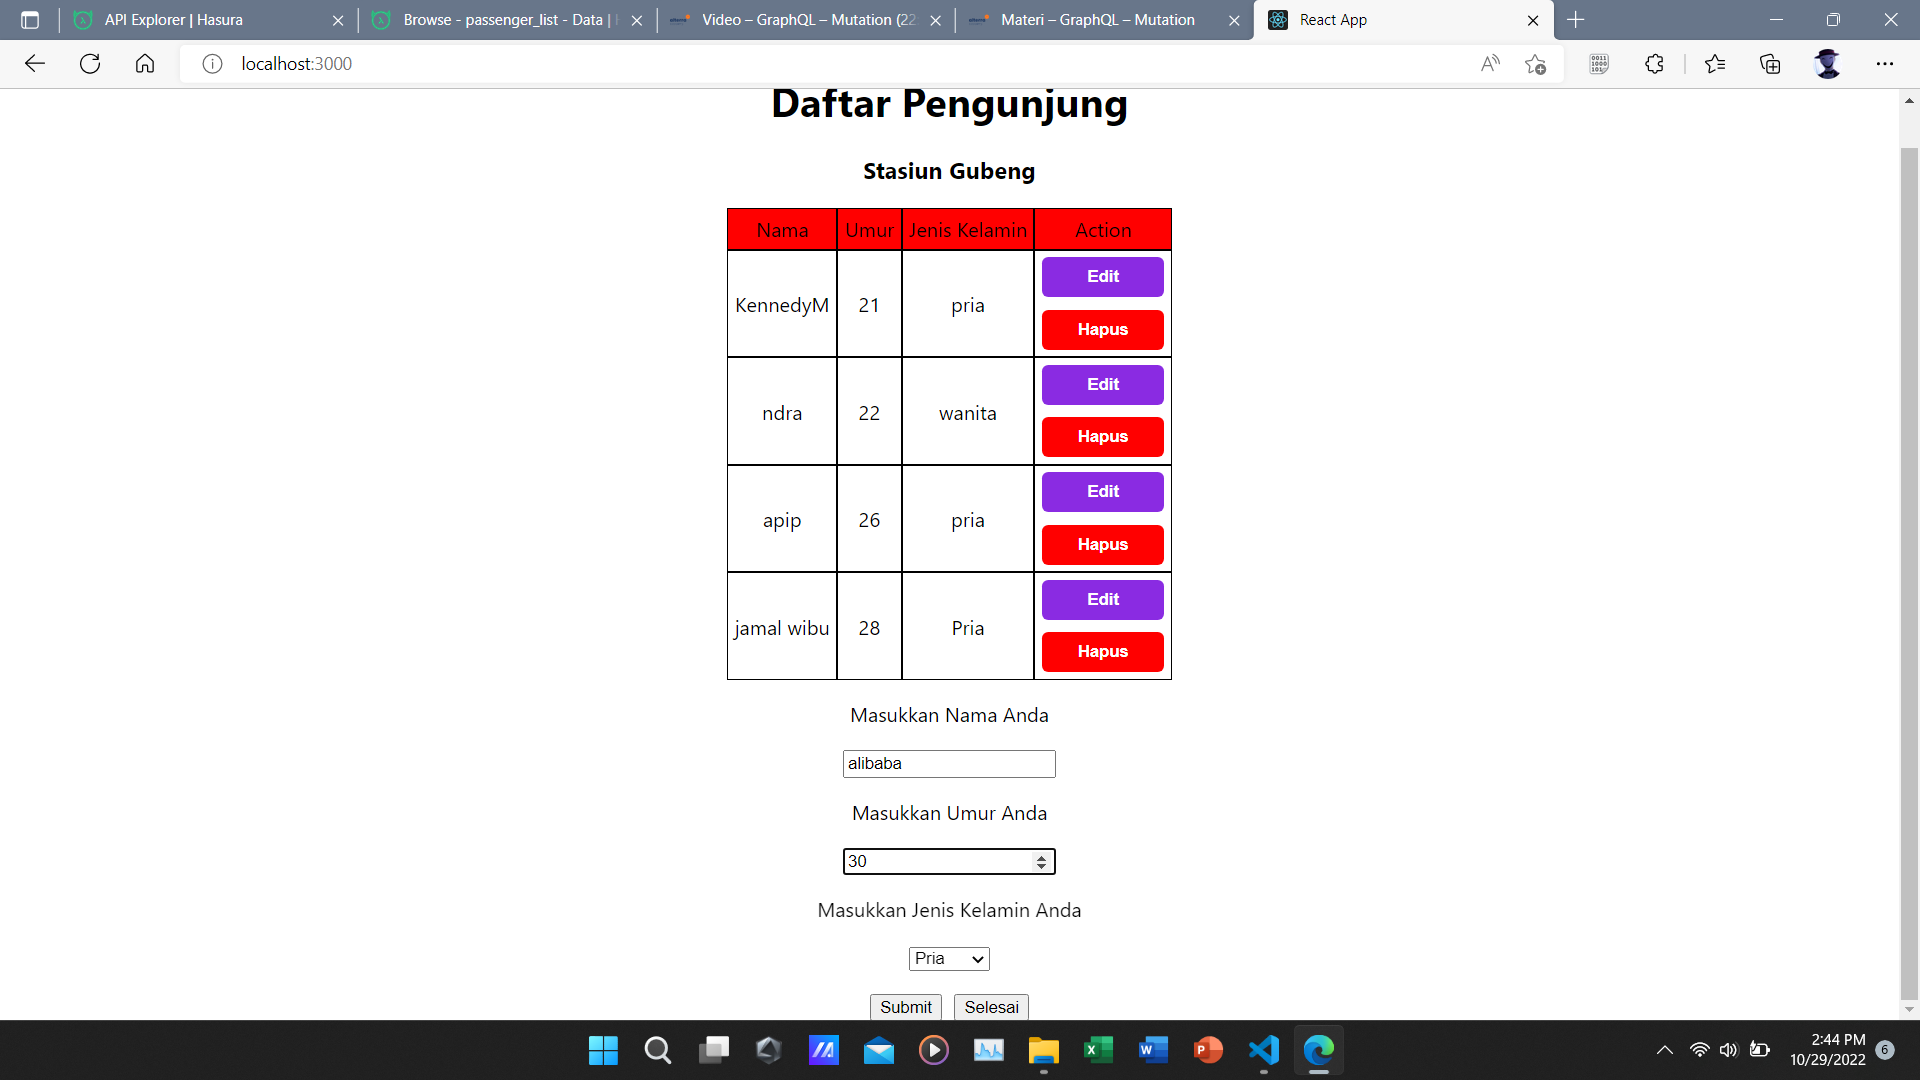 API Explorer | Hasura
Browse - passenger_list - Data |
Video – GraphQL – Mutation (22
Materi – GraphQL – Mutation
React App
localhost:3000
Daftar Pengunjung
Stasiun Gubeng
Nama Umur Jenis Kelamin Action
KennedyM 21 pria Edit Hapus
ndra 22 wanita Edit Hapus
apip 26 pria Edit Hapus
jamal wibu 28 Pria Edit Hapus
Masukkan Nama Anda
alibaba
Masukkan Umur Anda
30
Masukkan Jenis Kelamin Anda
Pria
Submit Selesai
2:44 PM
10/29/2022
6